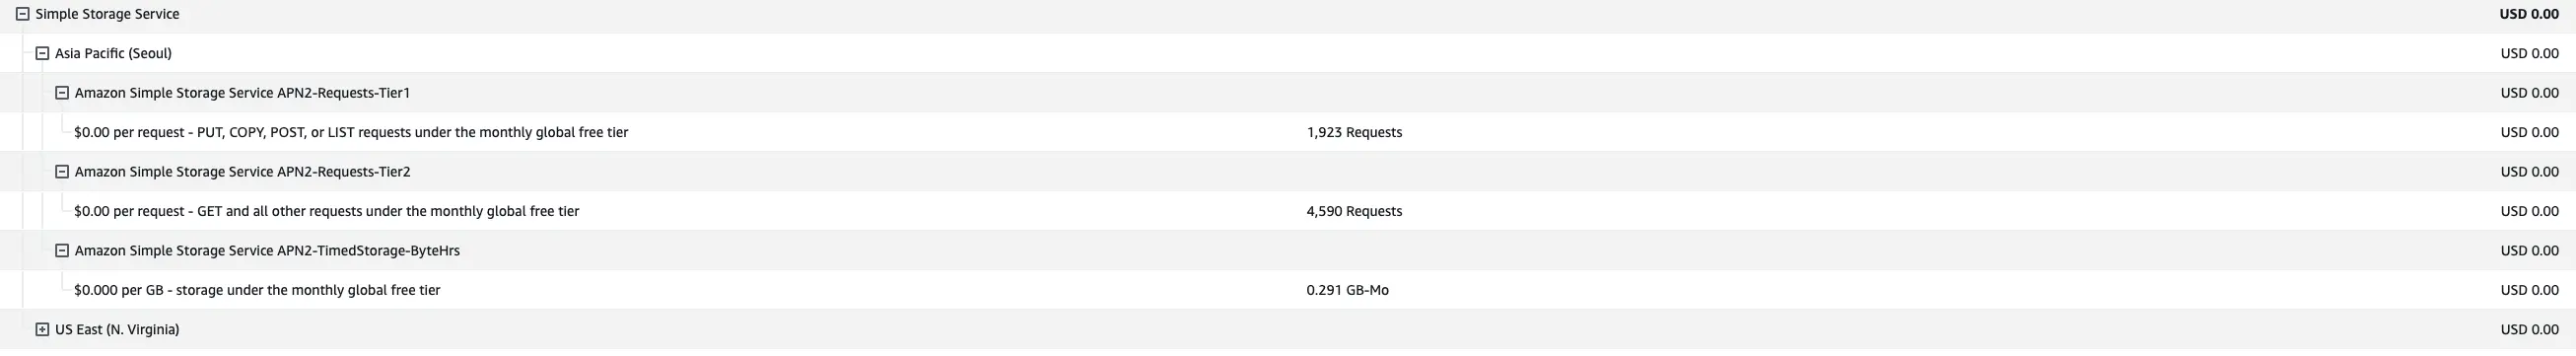 Simple Storage Service USD 0.00
Asia Pacific (Seoul) USD 0.00
Amazon Simple Storage Service APN2-Requests-Tier1 USD 0.00
$0.00 per request - PUT, COPY, POST, or LIST requests under the monthly global free tier 1,923 Requests USD 0.00
Amazon Simple Storage Service APN2-Requests-Tier2 USD 0.00
$0.00 per request - GET and all other requests under the monthly global free tier 4,590 Requests USD 0.00
Amazon Simple Storage Service APN2-TimedStorage-ByteHrs USD 0.00
$0.000 per GB - storage under the monthly global free tier 0.291 GB-Mo USD 0.00
US East (N. Virginia) USD 0.00